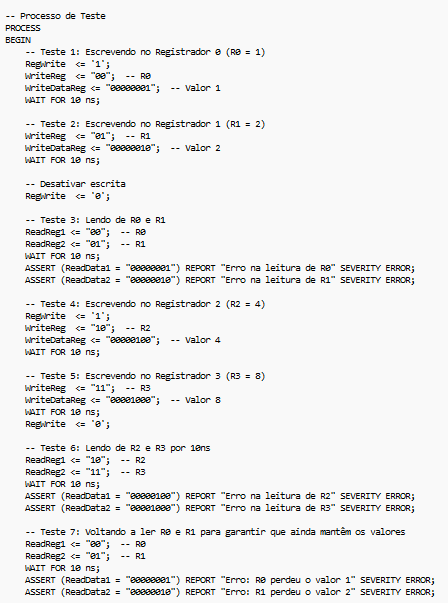 -- Processo de Teste
PROCESS
BEGIN
-- Teste 1: Escrevendo no Registrador 0 (R0 = 1)
RegWrite <= '1';
WriteReg <= "00"; -- R0
WriteDataReg <= "00000001"; -- Valor 1
WAIT FOR 10 ns;
-- Teste 2: Escrevendo no Registrador 1 (R1 = 2)
WriteReg <= "01"; -- R1
WriteDataReg <= "00000010"; -- Valor 2
WAIT FOR 10 ns;
-- Desativar escrita
RegWrite <= '0';
-- Teste 3: Lendo de R0 e R1
ReadReg1 <= "00"; -- R0
ReadReg2 <= "01"; -- R1
WAIT FOR 10 ns;
ASSERT (ReadData1 = "00000001") REPORT "Erro na leitura de R0" SEVERITY ERROR;
ASSERT (ReadData2 = "00000010") REPORT "Erro na leitura de R1" SEVERITY ERROR;
-- Teste 4: Escrevendo no Registrador 2 (R2 = 4)
RegWrite <= '1';
WriteReg <= "10"; -- R2
WriteDataReg <= "00000100"; -- Valor 4
WAIT FOR 10 ns;
-- Teste 5: Escrevendo no Registrador 3 (R3 = 8)
WriteReg <= "11"; -- R3
WriteDataReg <= "00001000"; -- Valor 8
WAIT FOR 10 ns;
RegWrite <= '0';
-- Teste 6: Lendo de R2 e R3 por 10ns
ReadReg1 <= "10"; -- R2
ReadReg2 <= "11"; -- R3
WAIT FOR 10 ns;
ASSERT (ReadData1 = "00000100") REPORT "Erro na leitura de R2" SEVERITY ERROR;
ASSERT (ReadData2 = "00001000") REPORT "Erro na leitura de R3" SEVERITY ERROR;
-- Teste 7: Voltando a ler R0 e R1 para garantir que ainda mantêm os valores
ReadReg1 <= "00"; -- R0
ReadReg2 <= "01"; -- R1
WAIT FOR 10 ns;
ASSERT (ReadData1 = "00000001") REPORT "Erro: R0 perdeu o valor 1" SEVERITY ERROR;
ASSERT (ReadData2 = "00000010") REPORT "Erro: R1 perdeu o valor 2" SEVERITY ERROR;